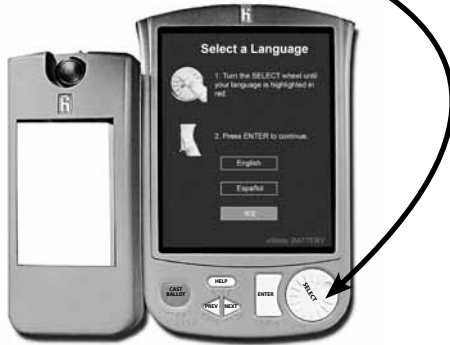 Select a Language
1. Turn the SELECT wheel until
your language is highlighted in
red.
2. Press ENTER to continue.
English
Español
HELP
CAST
BALLOT
PREV
NEXT
ENTER
SELECT